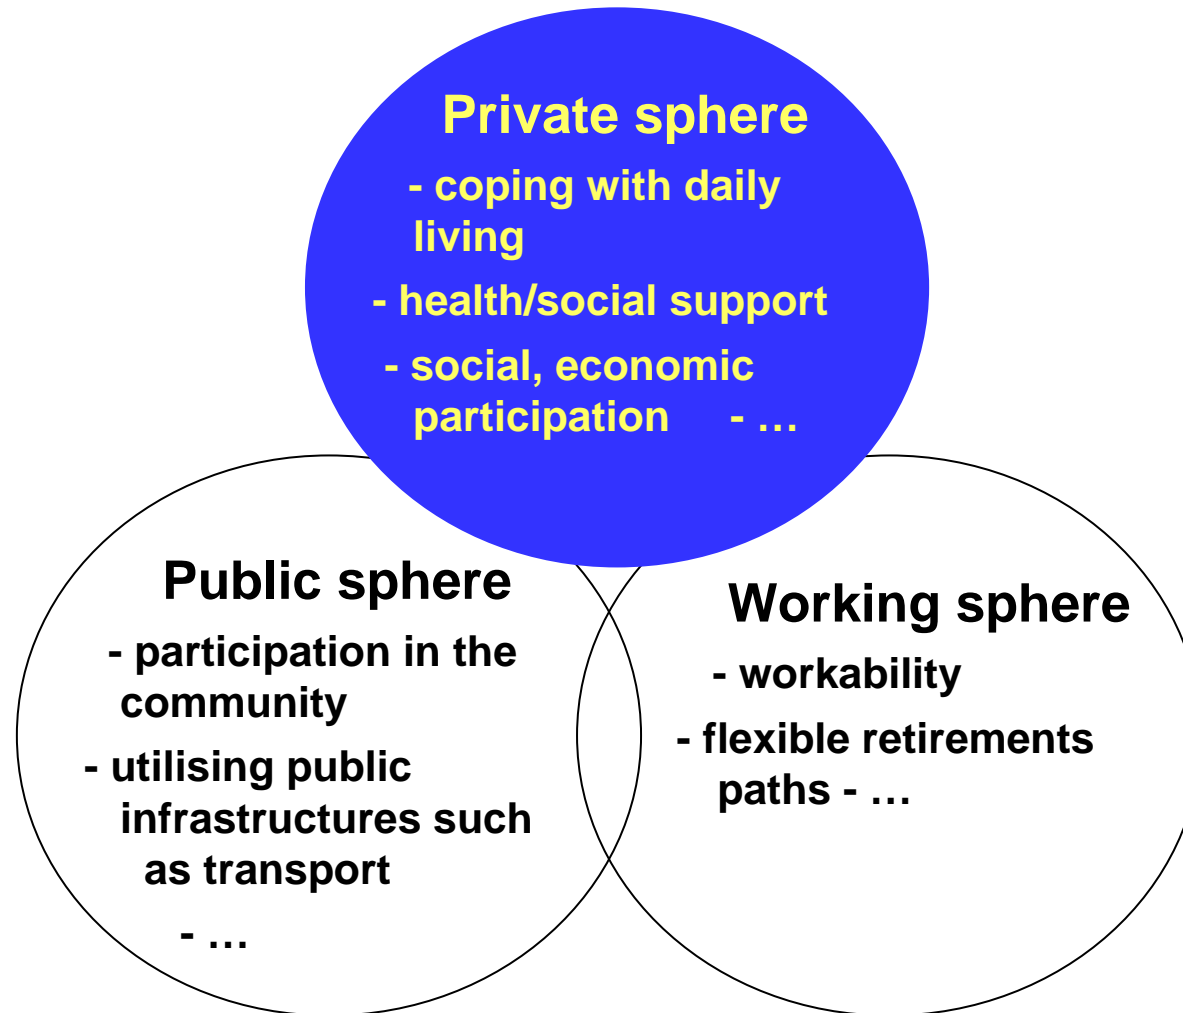 Private sphere
- coping with daily
living
- health/social support
- social, economic
participation - …
Public sphere
- participation in the
community
- utilising public
infrastructures such
as transport
- …
Working sphere
- workability
- flexible retirements
paths - …